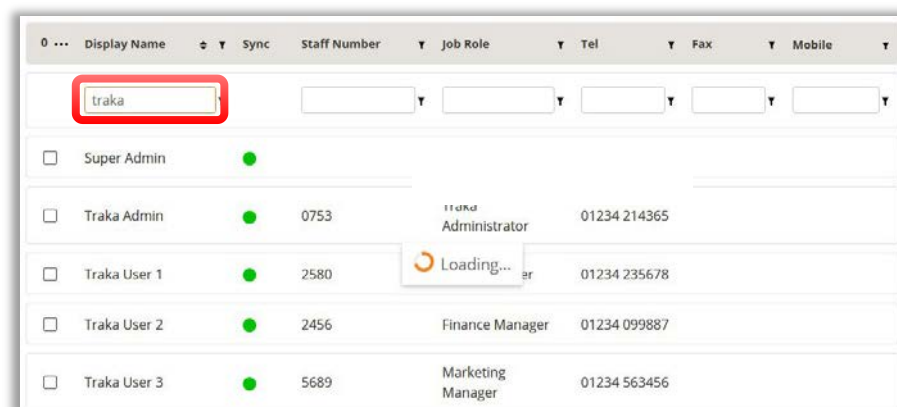 0 ... Display Name Sync Staff Number Job Role Tel Fax Mobile
traka
Super Admin
Traka Admin 0753 Traka Administrator 01234 214365
Traka User 1 2580 01234 235678
Loading...
Traka User 2 2456 Finance Manager 01234 099887
Traka User 3 5689 Marketing Manager 01234 563456